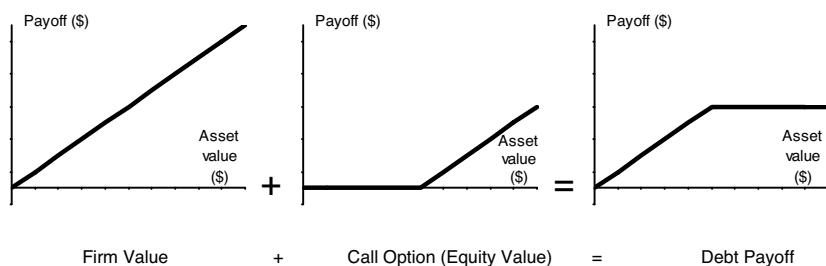 Payoff ($) Payoff ($) Payoff ($)
Asset Asset Asset
value value value
($) + ($) = ($)
Firm Value + Call Option (Equity Value) = Debt Payoff